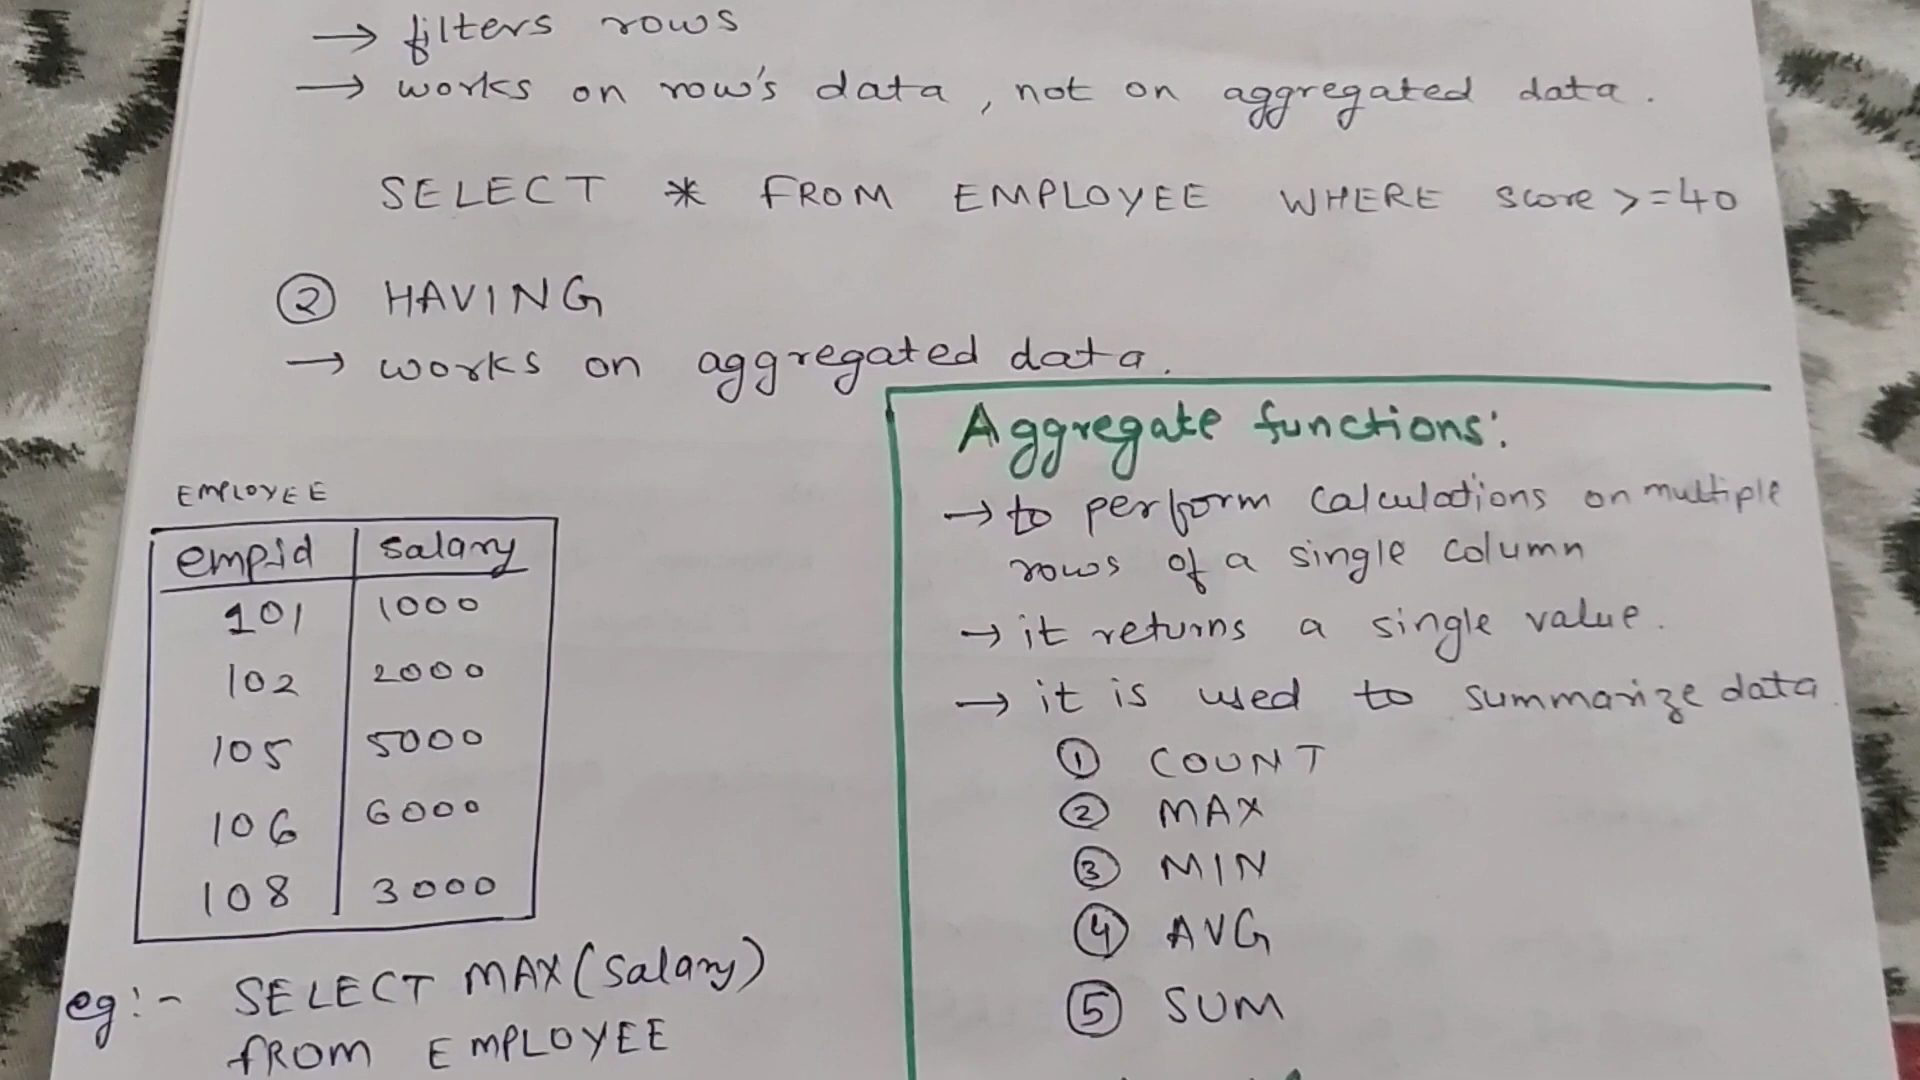 → filters rows
→ works on row's data, not on aggregated data.
SELECT * FROM EMPLOYEE WHERE score >=40
② HAVING
→ works on aggregated data.
EMPLOYEE
empid salary
101 1000
102 2000
105 5000
106 6000
108 3000
eg:- SELECT MAX(salary)
FROM EMPLOYEE
Aggregate functions:
→ to perform calculations on multiple
rows of a single column
→ it returns a single value.
→ it is used to summarize data.
① COUNT
② MAX
③ MIN
④ AVG
⑤ SUM